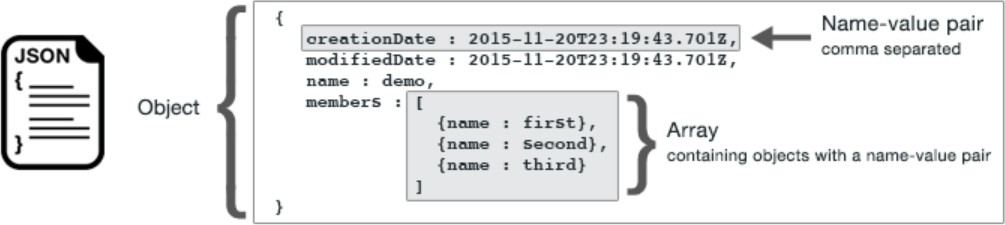 JSON
{
}
Object
{
{
creationDate : 2015-11-20T23:19:43.701Z,
modifiedDate : 2015-11-20T23:19:43.701Z,
name : demo,
members : [
{name : first},
{name : second},
{name : third}
]
}
Name-value pair
comma separated
}
Array
containing objects with a name-value pair